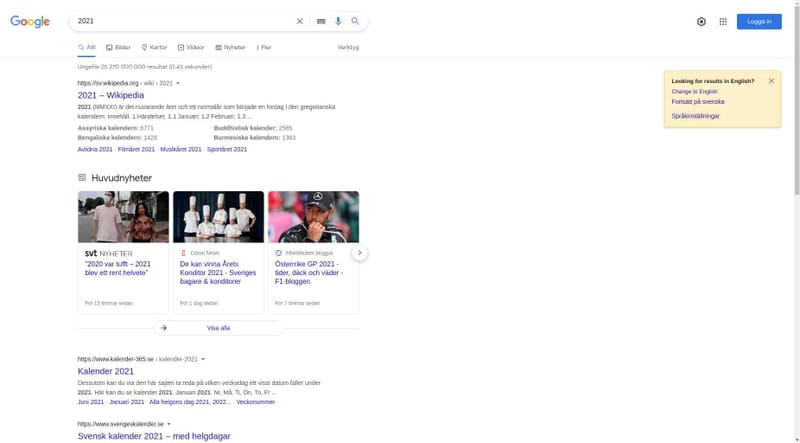 Google
2021
Logga in
Allt
Bilder
Kartor
Videor
Nyheter
Fler
Verktyg
Ungefär 25 270 000 000 resultat (0,45 sekunder)
Looking for results in English?
Change to English
Fortsätt på svenska
Språkinställningar
https://sv.wikipedia.org › wiki › 2021
2021 – Wikipedia
2021 (MMXXI) är det nuvarande året och ett normalår som började en fredag i den gregorianska
kalendern. Innehåll. 1 Händelser. 1.1 Januari; 1.2 Februari; 1.3 ...
Assyriska kalendern: 6771
Buddhistisk kalender: 2565
Bengaliska kalendern: 1428
Burmesiska kalendern: 1383
Avlidna 2021 · Filmåret 2021 · Musikåret 2021 · Sportåret 2021
Huvudnyheter
svt NYHETER
"2020 var tufft – 2021
blev ett rent helvete"
För 15 timmar sedan
De kan vinna Årets
Konditor 2021 - Sveriges
bagare & konditorer
För 1 dag sedan
Aftonbladets bloggar
Österrike GP 2021 -
tider, däck och väder -
F1-bloggen
För 7 timmar sedan
Visa alla
https://www.kalender-365.se › kalender-2021
Kalender 2021
Dessutom kan du via den här sajten ta reda på vilken veckodag ett visst datum faller under
2021. Här kan du se kalender 2021. Januari 2021. Nr, Må, Ti, On, To, Fr ...
Juni 2021 · Januari 2021 · Alla helgons dag 2021, 2022... · Veckonummer
https://www.sverigeskalender.se
Svensk kalender 2021 – med helgdagar